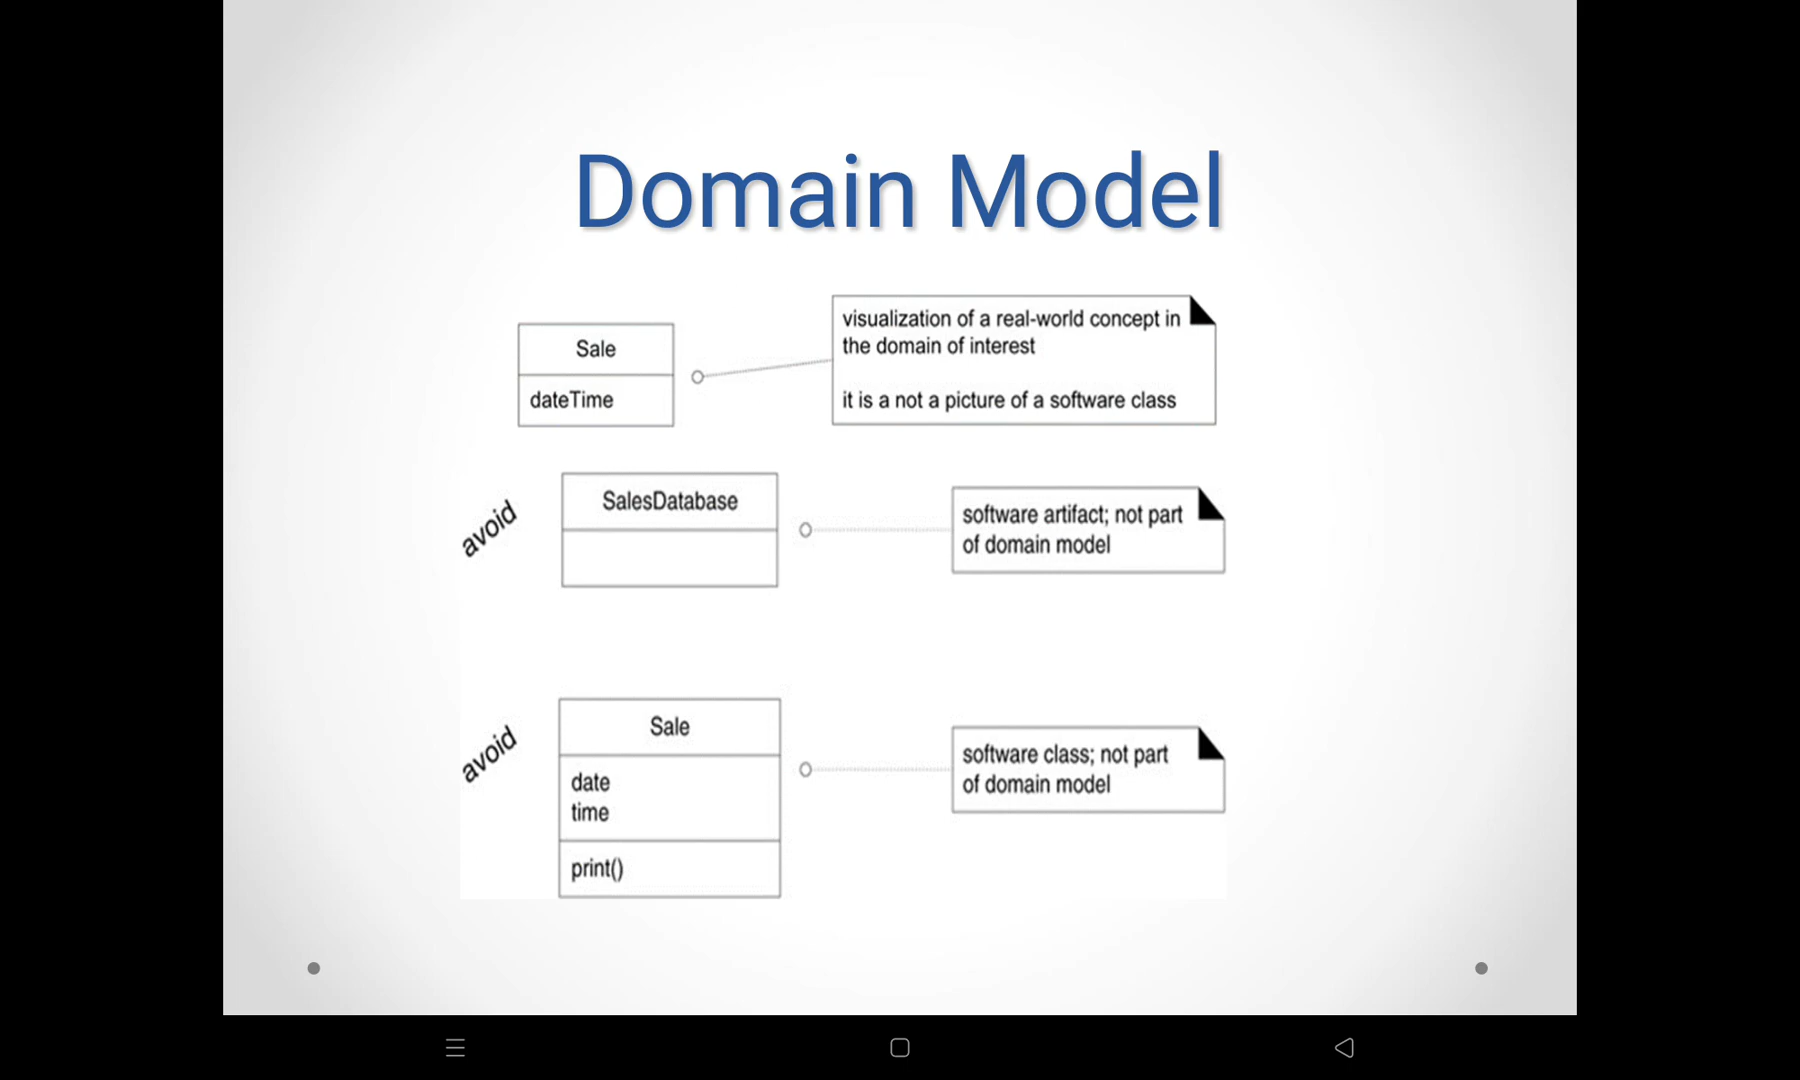 Domain Model
Sale
dateTime
visualization of a real-world concept in
the domain of interest
it is a not a picture of a software class
avoid
SalesDatabase
software artifact; not part
of domain model
avoid
Sale
date
time
print()
software class; not part
of domain model